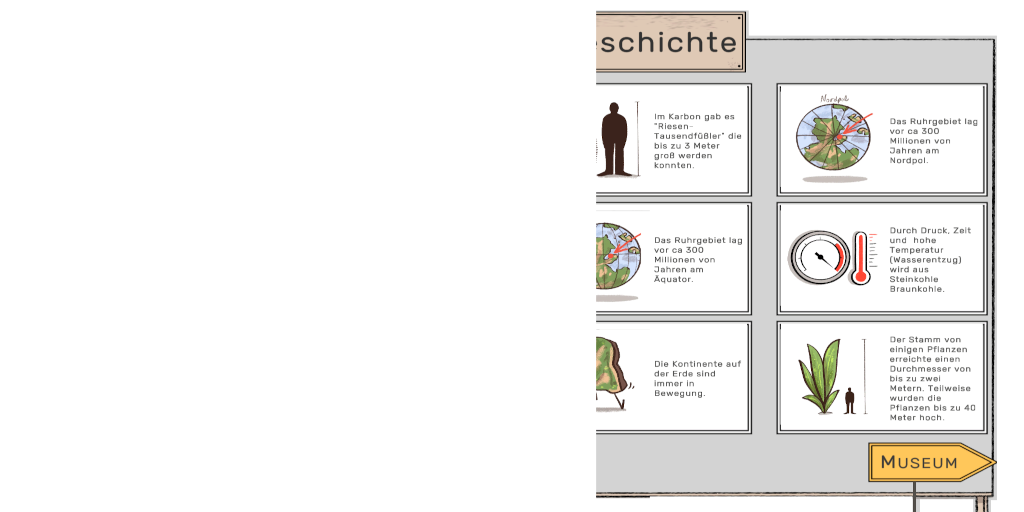 eschichte
Im Karbon gab es
"Riesen-
Tausendfüßler" die
bis zu 3 Meter
groß werden
konnten.
Nordpol
Das Ruhrgebiet lag
vor ca 300
Millionen von
Jahren am
Nordpol.
Das Ruhrgebiet lag
vor ca 300
Millionen von
Jahren am
Äquator.
Durch Druck, Zeit
und hohe
Temperatur
(Wasserentzug)
wird aus
Steinkohle
Braunkohle.
Die Kontinente auf
der Erde sind
immer in
Bewegung.
Der Stamm von
einigen Pflanzen
erreichte einen
Durchmesser von
bis zu zwei
Metern. Teilweise
wurden die
Pflanzen bis zu 40
Meter hoch.
MUSEUM